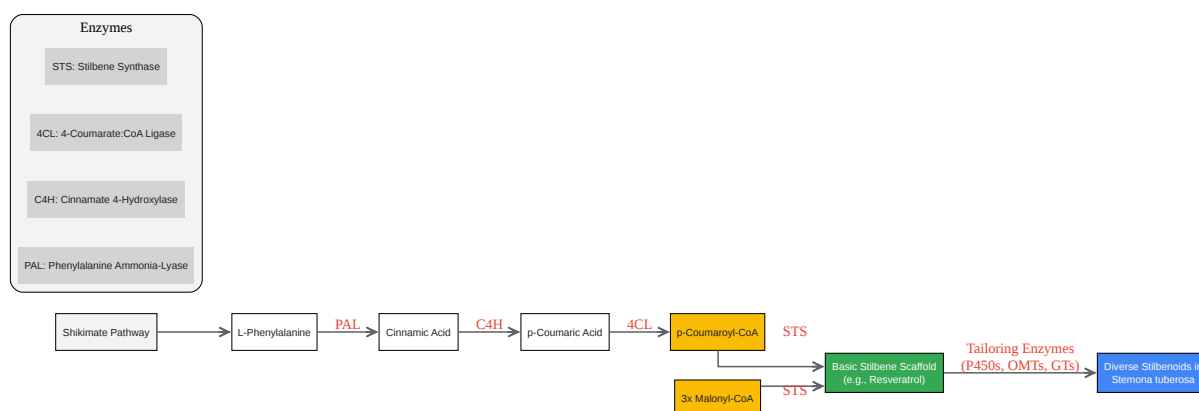 Enzymes
STS: Stilbene Synthase
4CL: 4-Coumarate:CoA Ligase
C4H: Cinnamate 4-Hydroxylase
PAL: Phenylalanine Ammonia-Lyase
Shikimate Pathway
L-Phenylalanine
PAL
Cinnamic Acid
C4H
p-Coumaric Acid
4CL
p-Coumaroyl-CoA
STS
3x Malonyl-CoA
STS
Basic Stilbene Scaffold
(e.g., Resveratrol)
Tailoring Enzymes
(P450s, OMTs, GTs)
Diverse Stilbenoids in
Stemona tuberosa